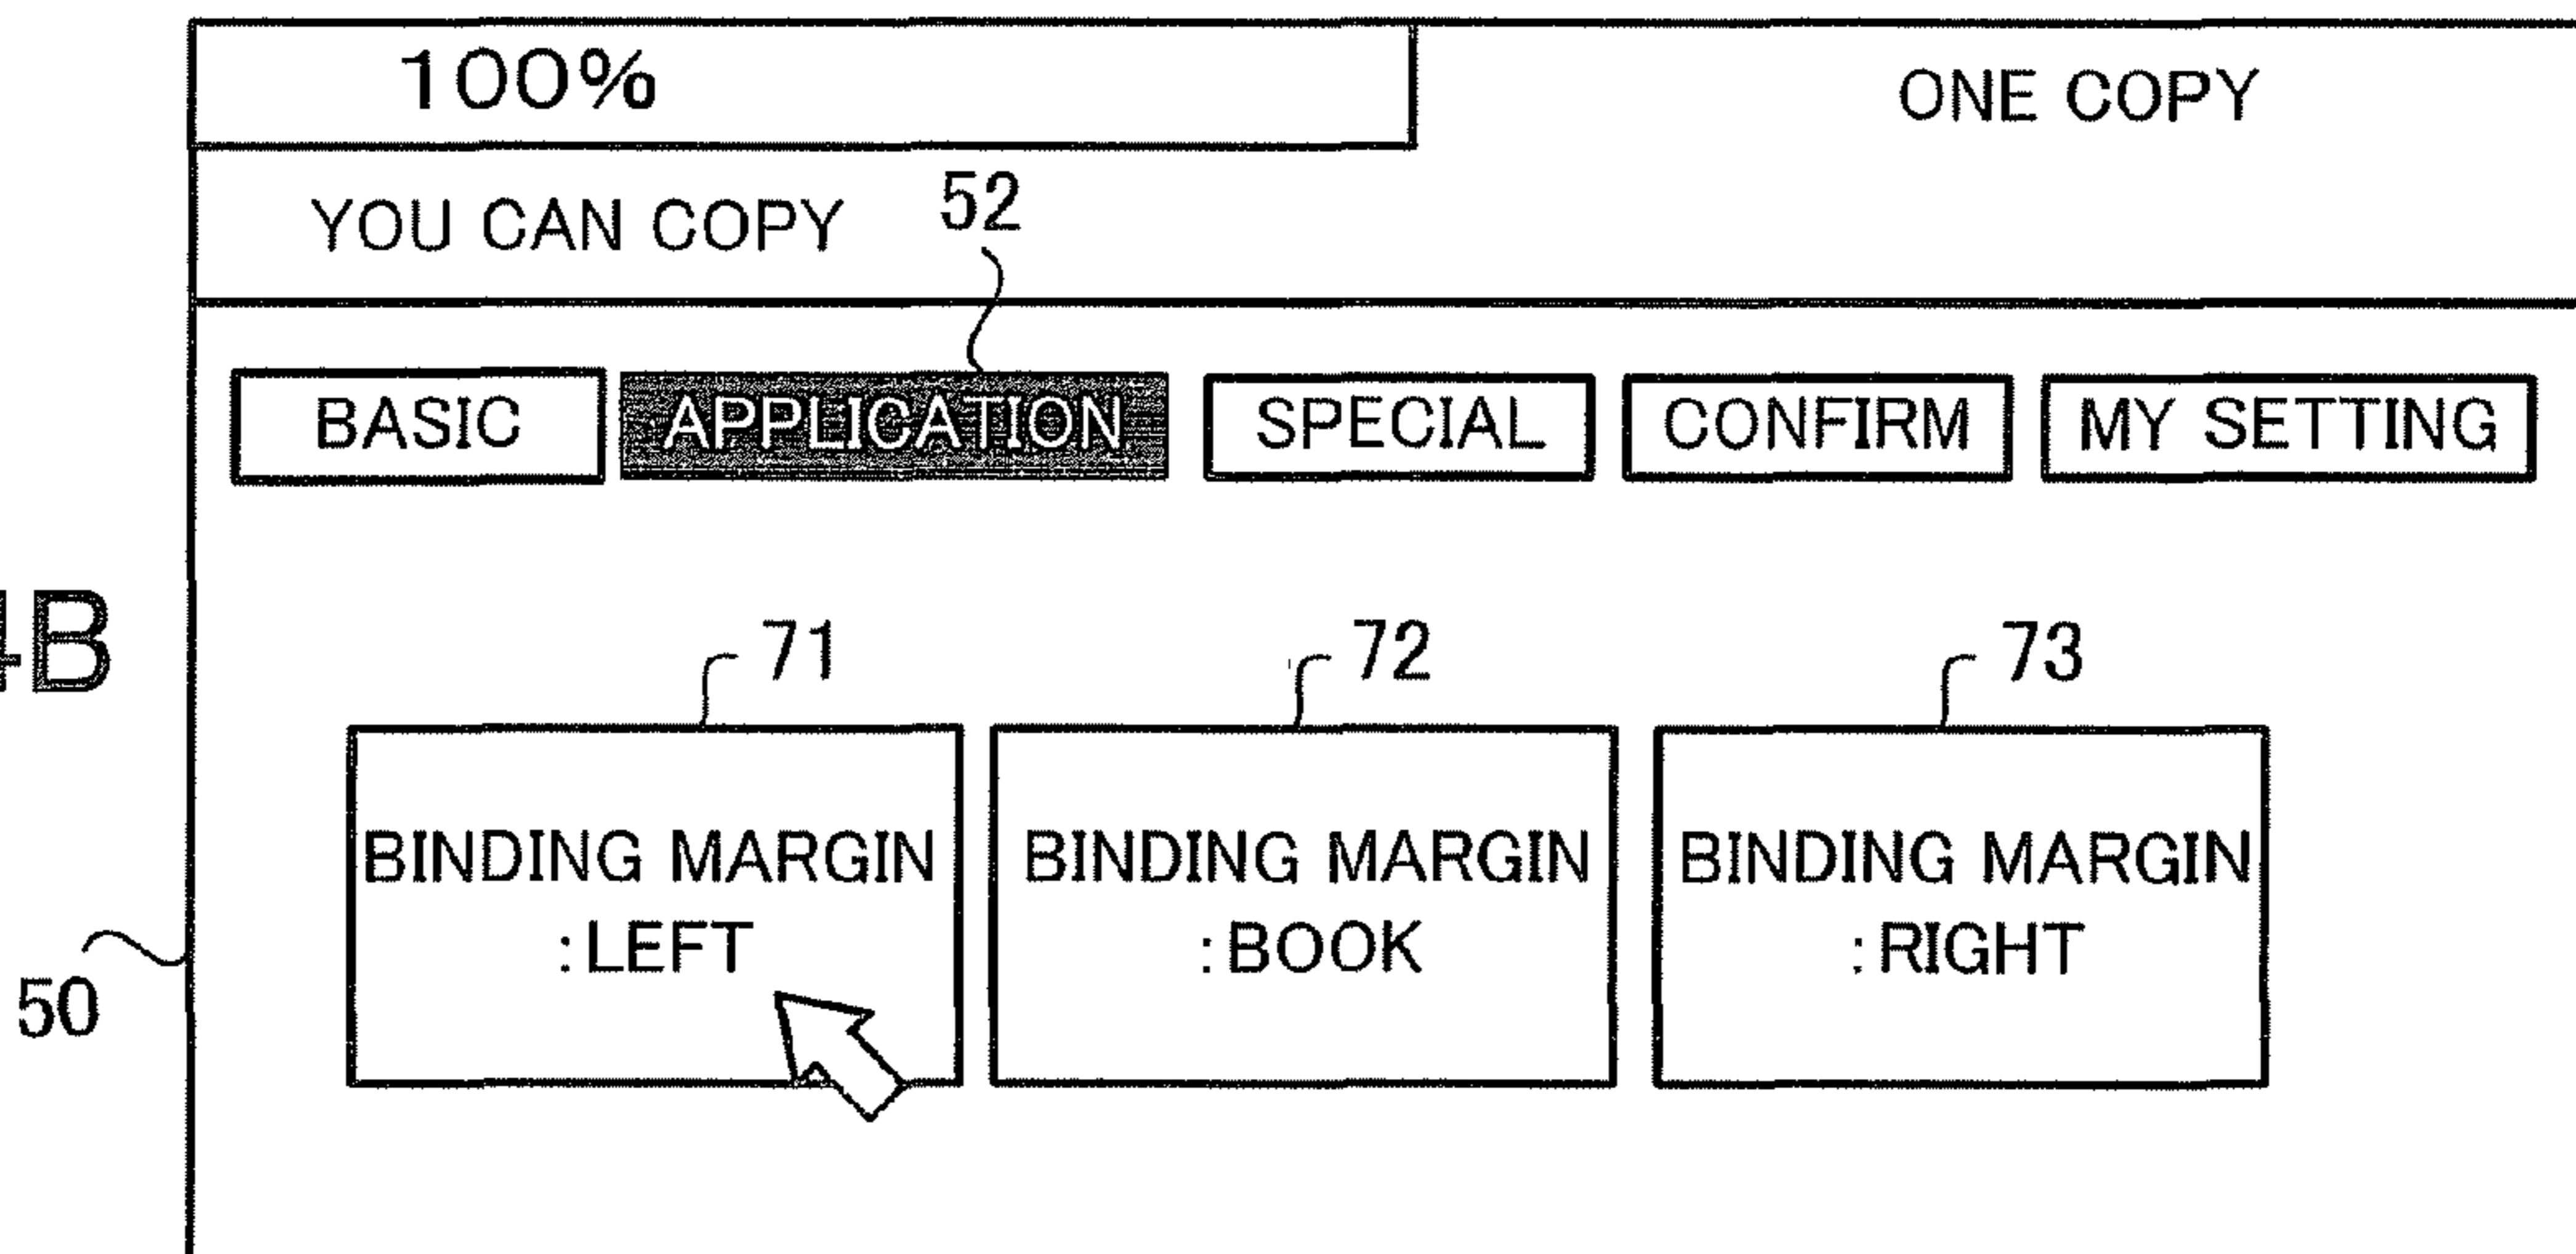 100%
ONE COPY
YOU CAN COPY
52
BASIC APPLICATION SPECIAL CONFIRM MY SETTING
4B
71 72 73
BINDING MARGIN BINDING MARGIN BINDING MARGIN
:LEFT :BOOK :RIGHT
50